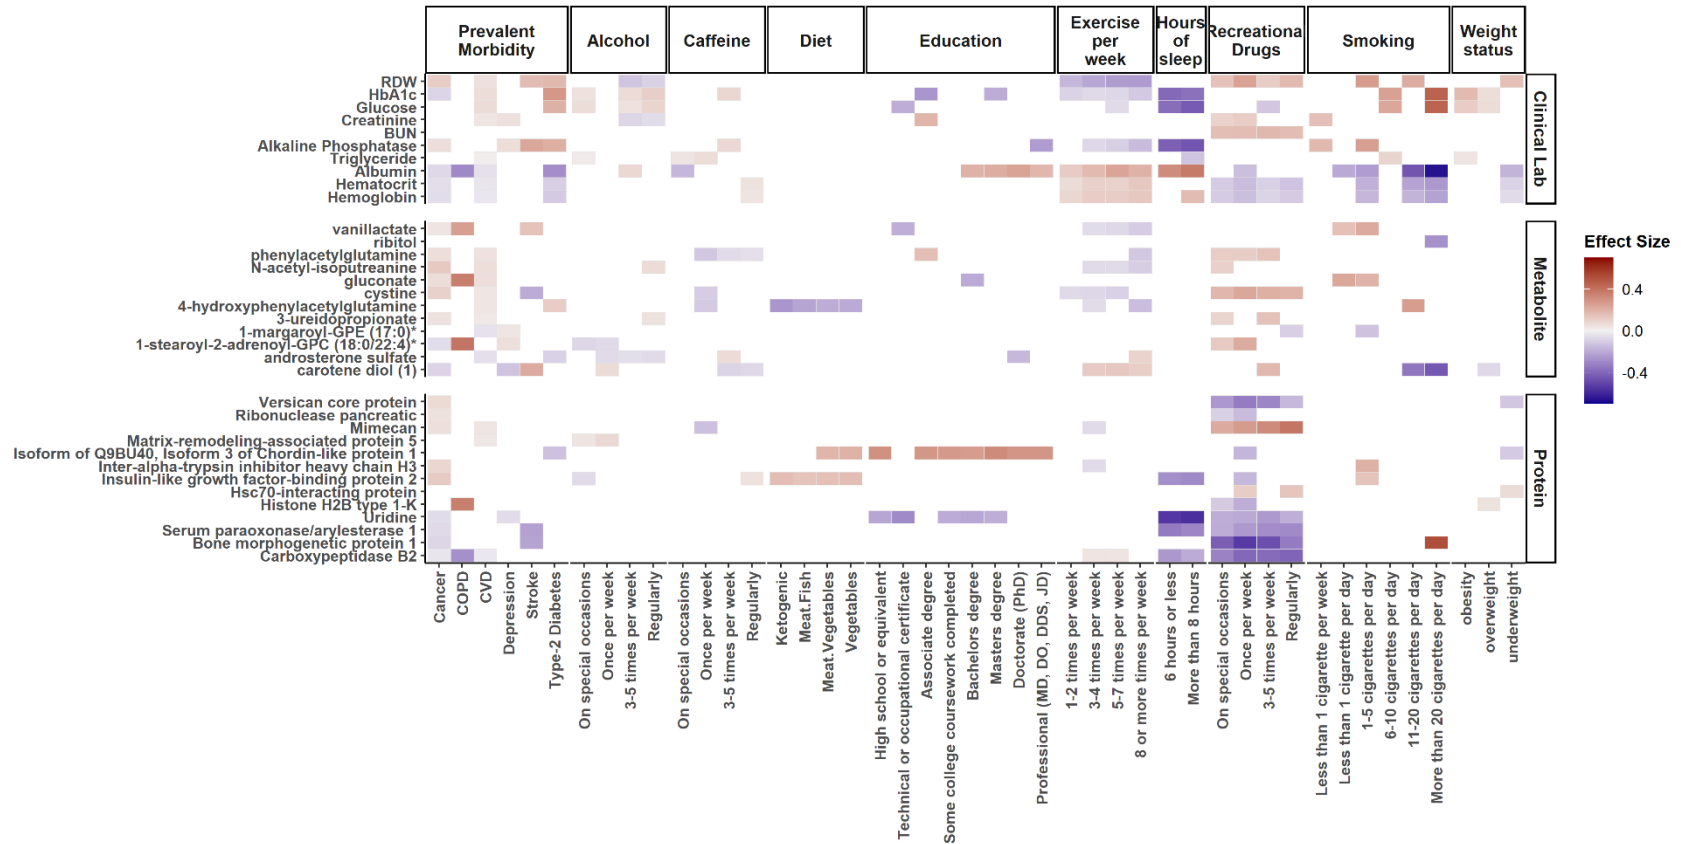 Prevalent
Morbidity
Alcohol
Caffeine
Diet
Education
Exercise
per
week
Hours
of
sleep
Recreationa
Drugs
Smoking
Weight
status
RDW
HbA1c
Glucose
Creatinine
BUN
Alkaline Phosphatase
Triglyceride
Albumin
Hematocrit
Hemoglobin
Clinical Lab
vanillactate
ribitol
phenylacetylglutamine
N-acetyl-isoputreanine
gluconate
cystine
4-hydroxyphenylacetylglutamine
3-ureidopropionate
1-margaroyl-GPE (17:0)*
1-stearoyl-2-adrenoyl-GPC (18:0/22:4)*
androsterone sulfate
carotene diol (1)
Metabolite
Versican core protein
Ribonuclease pancreatic
Mimecan
Matrix-remodeling-associated protein 5
Isoform of Q9BU40, Isoform 3 of Chordin-like protein 1
Inter-alpha-trypsin inhibitor heavy chain H3
Insulin-like growth factor-binding protein 2
Hsc70-interacting protein
Histone H2B type 1-K
Uridine
Serum paraoxonase/arylesterase 1
Bone morphogenetic protein 1
Carboxypeptidase B2
Protein
Cancer
COPD
CVD
Depression
Stroke
Type-2 Diabetes
On special occasions
Once per week
3-5 times per week
Regularly
On special occasions
Once per week
3-5 times per week
Regularly
Ketogenic
Meat.Fish
Meat.Vegetables
Vegetables
High school or equivalent
Technical or occupational certificate
Associate degree
Some college coursework completed
Bachelors degree
Masters degree
Doctorate (PhD)
Professional (MD, DO, DDS, JD)
1-2 times per week
3-4 times per week
5-7 times per week
8 or more times per week
6 hours or less
More than 8 hours
On special occasions
Once per week
3-5 times per week
Regularly
Less than 1 cigarette per week
Less than 1 cigarette per day
1-5 cigarettes per day
6-10 cigarettes per day
11-20 cigarettes per day
More than 20 cigarettes per day
obesity
overweight
underweight
Effect Size
0.4
0.0
-0.4